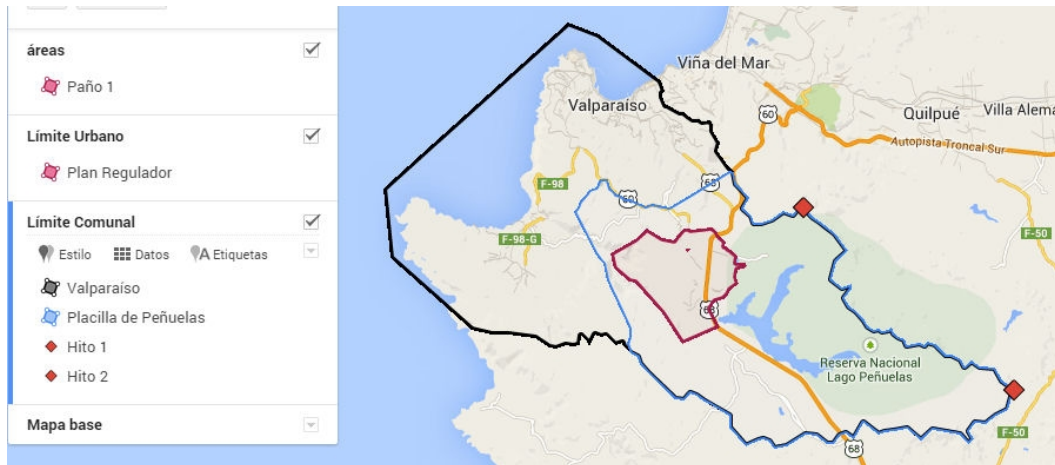 áreas
Paño 1
Límite Urbano
Plan Regulador
Límite Comunal
Estilo Datos A Etiquetas
Valparaíso
Placilla de Peñuelas
Hito 1
Hito 2
Mapa base
Viña del Mar
Valparaíso
60
Quilpué
Villa Alema
Autopista Troncal Sur
F-98
60
68
F-50
F-98-G
68
Reserva Nacional
Lago Peñuelas
F-50
68